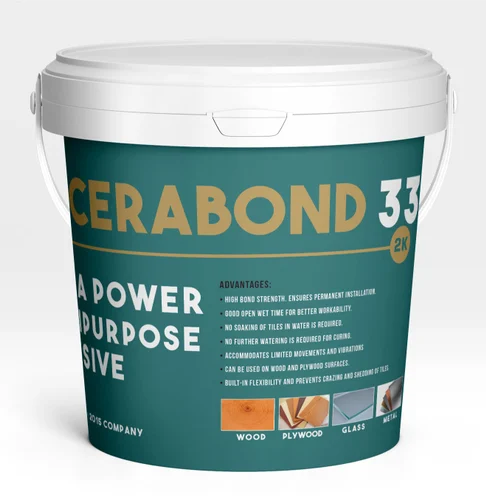 CERABOND 33
2K
A POWER
IPURPOSE
SIVE
ADVANTAGES:
• HIGH BOND STRENGTH. ENSURES PERMANENT INSTALLATION.
• GOOD OPEN WET TIME FOR BETTER WORKABILITY.
• NO SOAKING OF TILES IN WATER IS REQUIRED.
• NO FURTHER WATERING IS REQUIRED FOR CURING.
• ACCOMMODATES LIMITED MOVEMENTS AND VIBRATIONS
• CAN BE USED ON WOOD AND PLYWOOD SURFACES.
• BUILT-IN FLEXIBILITY AND PREVENTS CRAZING AND SHEDDING OF TILES.
WOOD
PLYWOOD
GLASS
METAL
2015 COMPANY